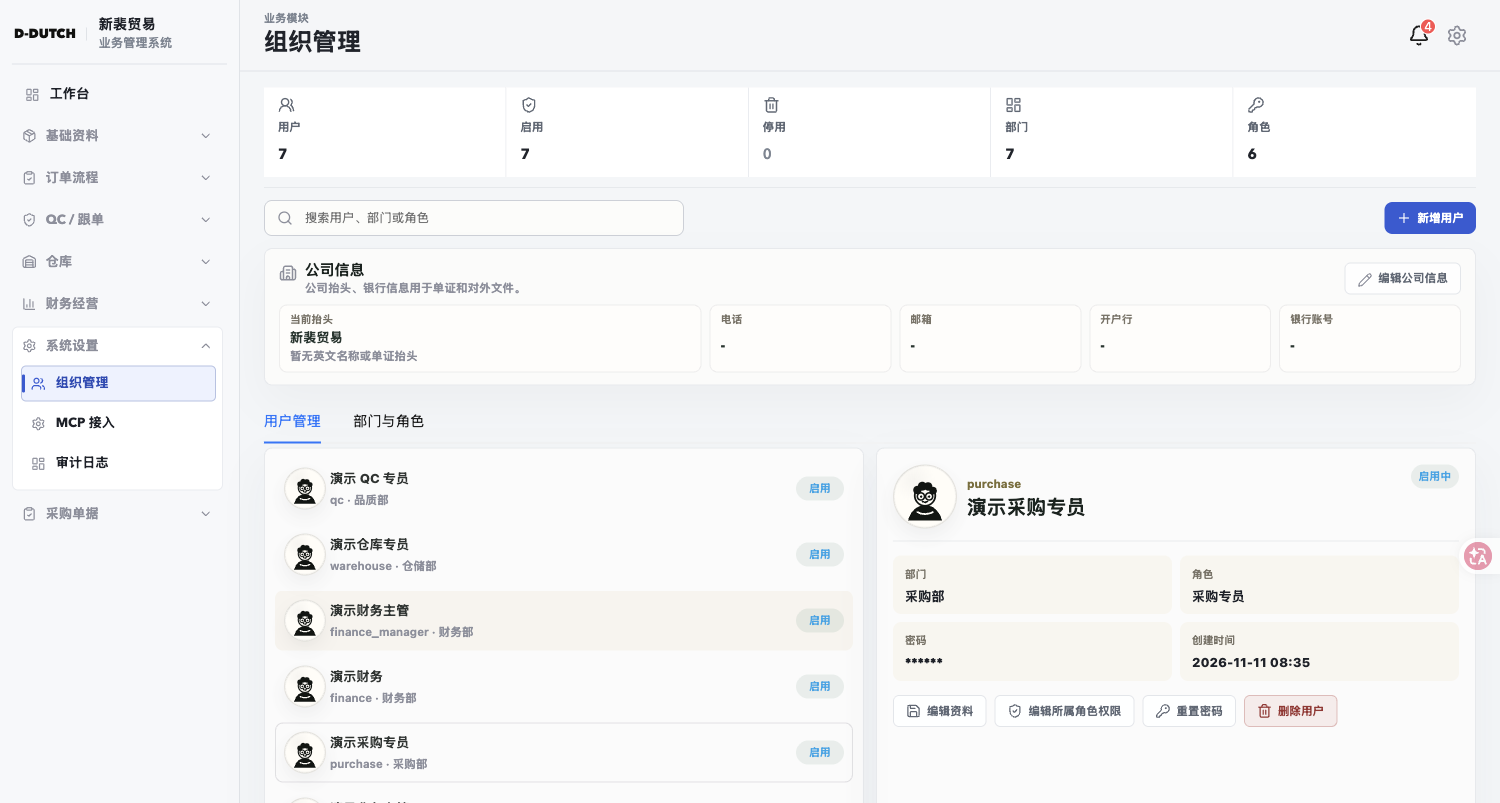 D-DUTCH
新裴贸易
业务管理系统
工作台
基础资料
订单流程
QC / 跟单
仓库
财务经营
系统设置
组织管理
MCP 接入
审计日志
采购单据
业务模块
组织管理
4
用户
7
启用
7
停用
0
部门
7
角色
6
搜索用户、部门或角色
新增用户
公司信息
公司抬头、银行信息用于单证和对外文件。
编辑公司信息
当前抬头
新裴贸易
暂无英文名称或单证抬头
电话
-
邮箱
-
开户行
-
银行账号
-
用户管理
部门与角色
演示 QC 专员
qc · 品质部
启用
演示仓库专员
warehouse · 仓储部
启用
演示财务主管
finance_manager · 财务部
启用
演示财务
finance · 财务部
启用
演示采购专员
purchase · 采购部
启用
purchase
演示采购专员
启用中
部门
采购部
角色
采购专员
密码
******
创建时间
2026-11-11 08:35
编辑资料
编辑所属角色权限
重置密码
删除用户